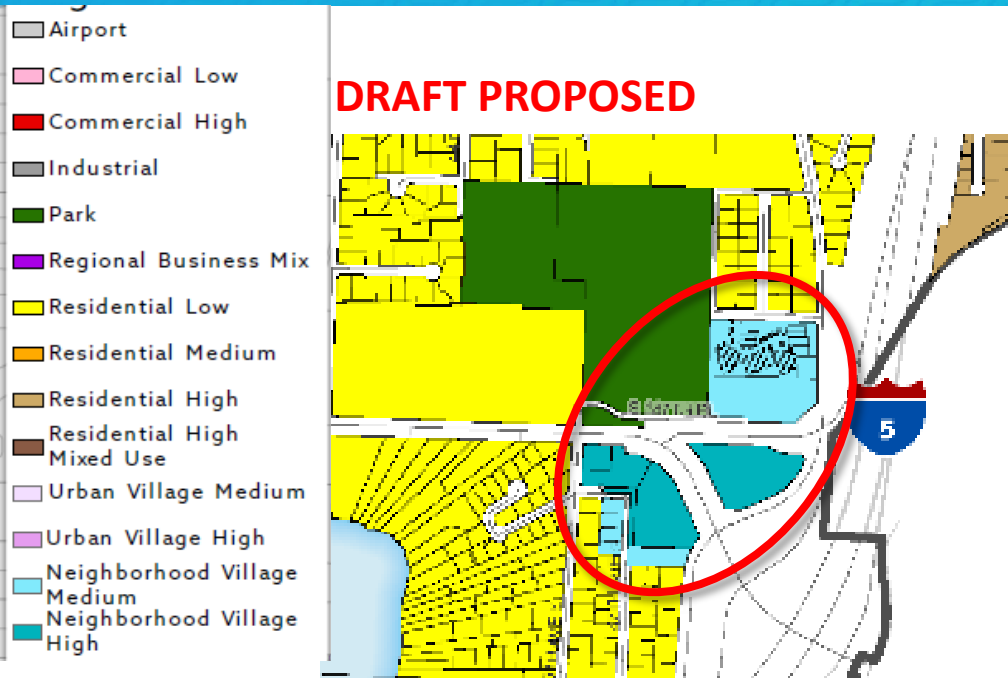 Airport
Commercial Low
Commercial High
Industrial
Park
Regional Business Mix
Residential Low
Residential Medium
Residential High
Residential High
Mixed Use
Urban Village Medium
Urban Village High
Neighborhood Village
Medium
Neighborhood Village
High
DRAFT PROPOSED
5